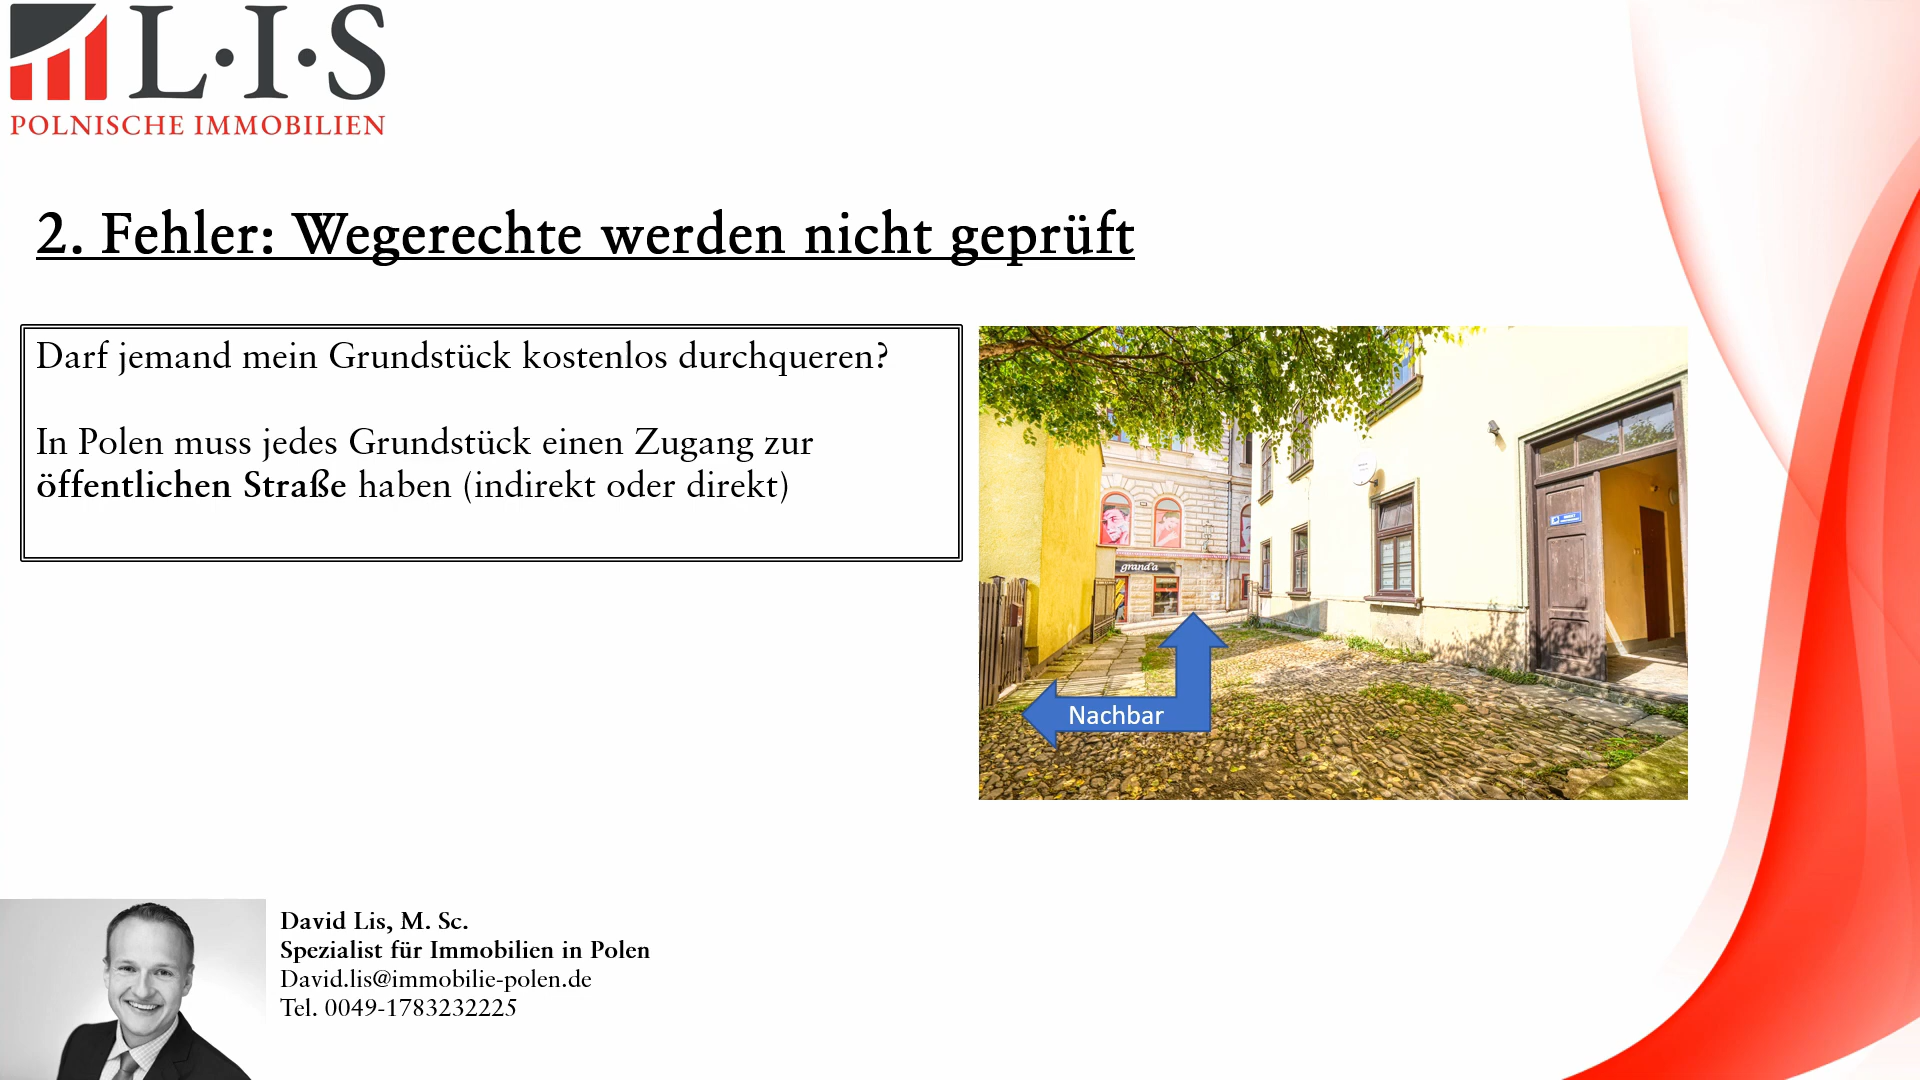 L·I·S
POLNISCHE IMMOBILIEN
2. Fehler: Wegerechte werden nicht geprüft
Darf jemand mein Grundstück kostenlos durchqueren?
In Polen muss jedes Grundstück einen Zugang zur
öffentlichen Straße haben (indirekt oder direkt)
grand'a
Nachbar
David Lis, M. Sc.
Spezialist für Immobilien in Polen
David.lis@immobilie-polen.de
Tel. 0049-1783232225